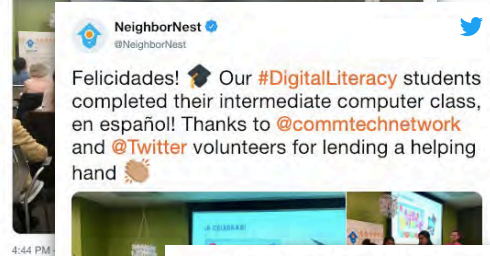 NeighborNest
@NeighborNest
Felicidades! 🎓 Our #DigitalLiteracy students
completed their intermediate computer class,
en español! Thanks to @commtechnetwork
and @Twitter volunteers for lending a helping
hand 👏🏼
A CELEBRAR!
4:44 PM